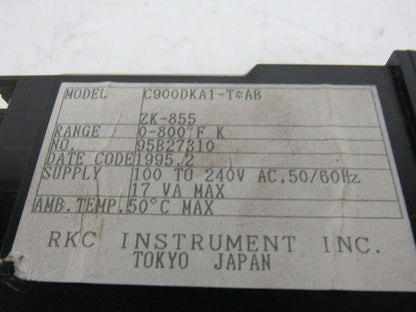 MODEL C900DKA1-T*AB
ZK-855
RANGE 0-800°F K
NO. 95B27310
DATE CODE 1995.2
SUPPLY 100 TO 240V AC,50/60Hz
17 VA MAX
AMB.TEMP. 50°C MAX
RKC INSTRUMENT INC.
TOKYO JAPAN